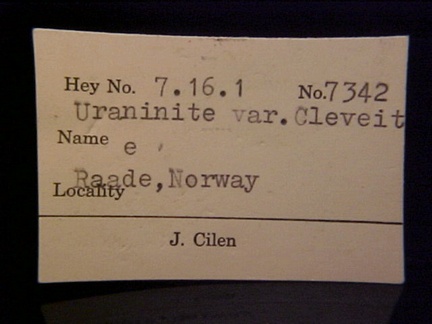 Hey No. 7.16.1 No. 7342
Uraninite var. Cleveit
Name e
Raade, Norway
Locality
J. Cilen